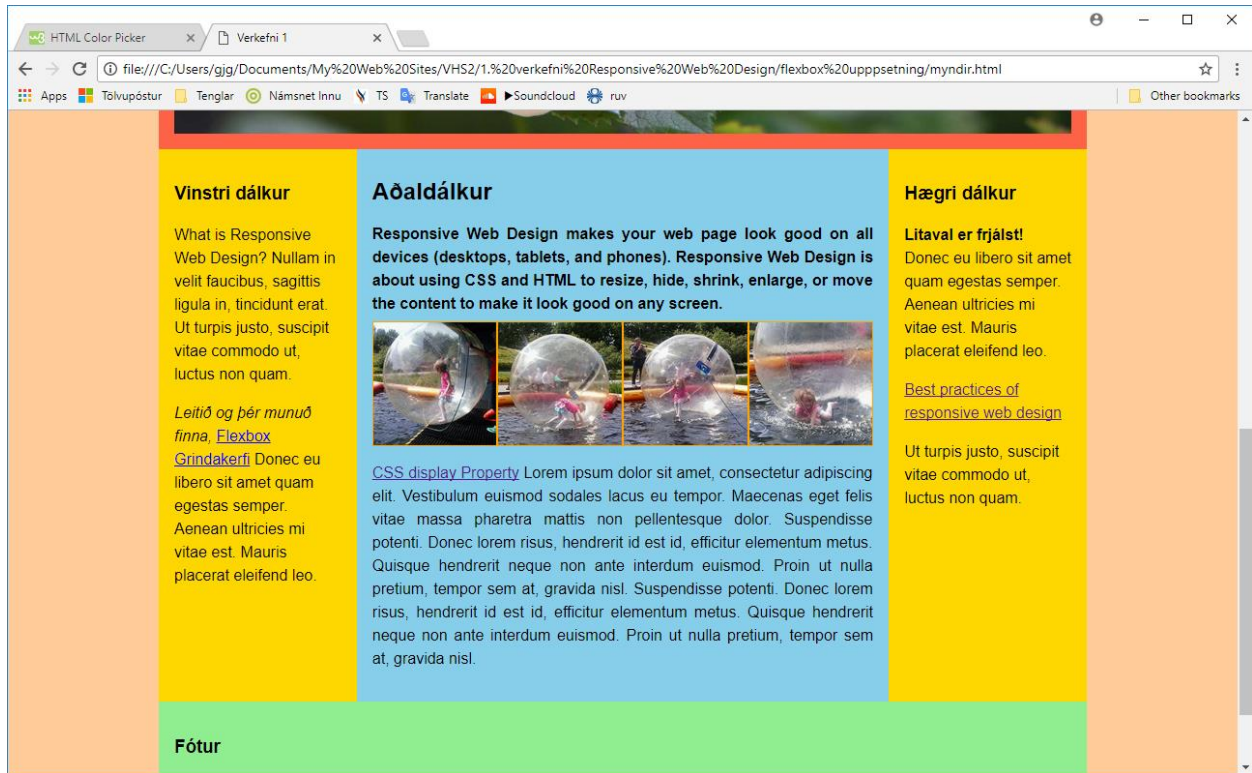 HTML Color Picker
Verkefni 1
file:///C:/Users/gjg/Documents/My%20Web%20Sites/VHS2/1.%20verkefni%20Responsive%20Web%20Design/flexbox%20upppsetning/myndir.html
Apps Tölvupóstur Tenglar Námsnet Innu TS Translate ►Soundcloud ruv Other bookmarks
Vinstri dálkur
What is Responsive
Web Design? Nullam in
velit faucibus, sagittis
ligula in, tincidunt erat.
Ut turpis justo, suscipit
vitae commodo ut,
luctus non quam.
Leitið og þér munuð
finna, Flexbox
Grindakerfi Donec eu
libero sit amet quam
egestas semper.
Aenean ultricies mi
vitae est. Mauris
placerat eleifend leo.
Aðaldálkur
Responsive Web Design makes your web page look good on all
devices (desktops, tablets, and phones). Responsive Web Design is
about using CSS and HTML to resize, hide, shrink, enlarge, or move
the content to make it look good on any screen.
CSS display Property Lorem ipsum dolor sit amet, consectetur adipiscing
elit. Vestibulum euismod sodales lacus eu tempor. Maecenas eget felis
vitae massa pharetra mattis non pellentesque dolor. Suspendisse
potenti. Donec lorem risus, hendrerit id est id, efficitur elementum metus.
Quisque hendrerit neque non ante interdum euismod. Proin ut nulla
pretium, tempor sem at, gravida nisl. Suspendisse potenti. Donec lorem
risus, hendrerit id est id, efficitur elementum metus. Quisque hendrerit
neque non ante interdum euismod. Proin ut nulla pretium, tempor sem
at, gravida nisl.
Hægri dálkur
Litaval er frjálst!
Donec eu libero sit amet
quam egestas semper.
Aenean ultricies mi
vitae est. Mauris
placerat eleifend leo.
Best practices of
responsive web design
Ut turpis justo, suscipit
vitae commodo ut,
luctus non quam.
Fótur